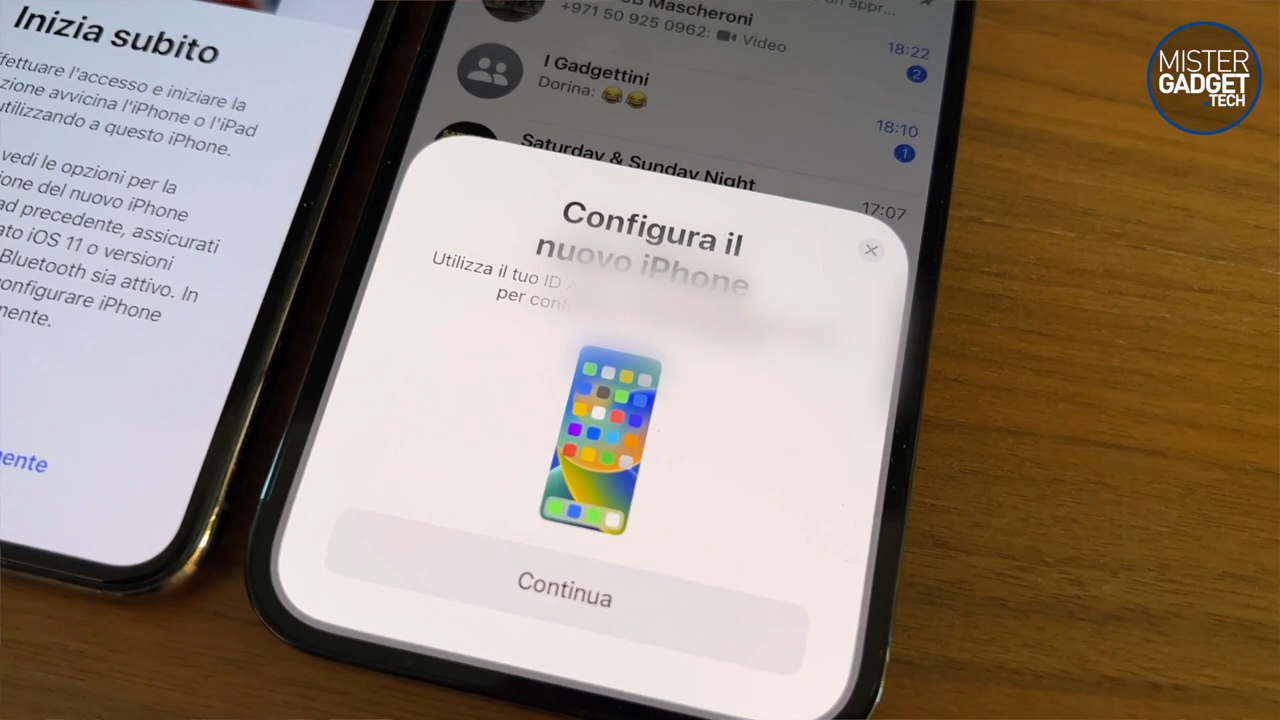 Inizia subito
ffettuare l'accesso e iniziare la
zione avvicina l'iPhone o l'iPad
utilizzando a questo iPhone.
vedi le opzioni per la
ione del nuovo iPhone
ad precedente, assicurati
ato iOS 11 o versioni
Bluetooth sia attivo. In
configurare iPhone
mente.
ente
Mascheroni
+971 50 925 0962: Video
18:22
2
I Gadgettini
Dorina: 😂😂
18:10
1
Saturday & Sunday Night
17:07
Configura il
nuovo iPhone
Utilizza il tuo ID
per conf
Continua
MISTER
GADGET
.TECH